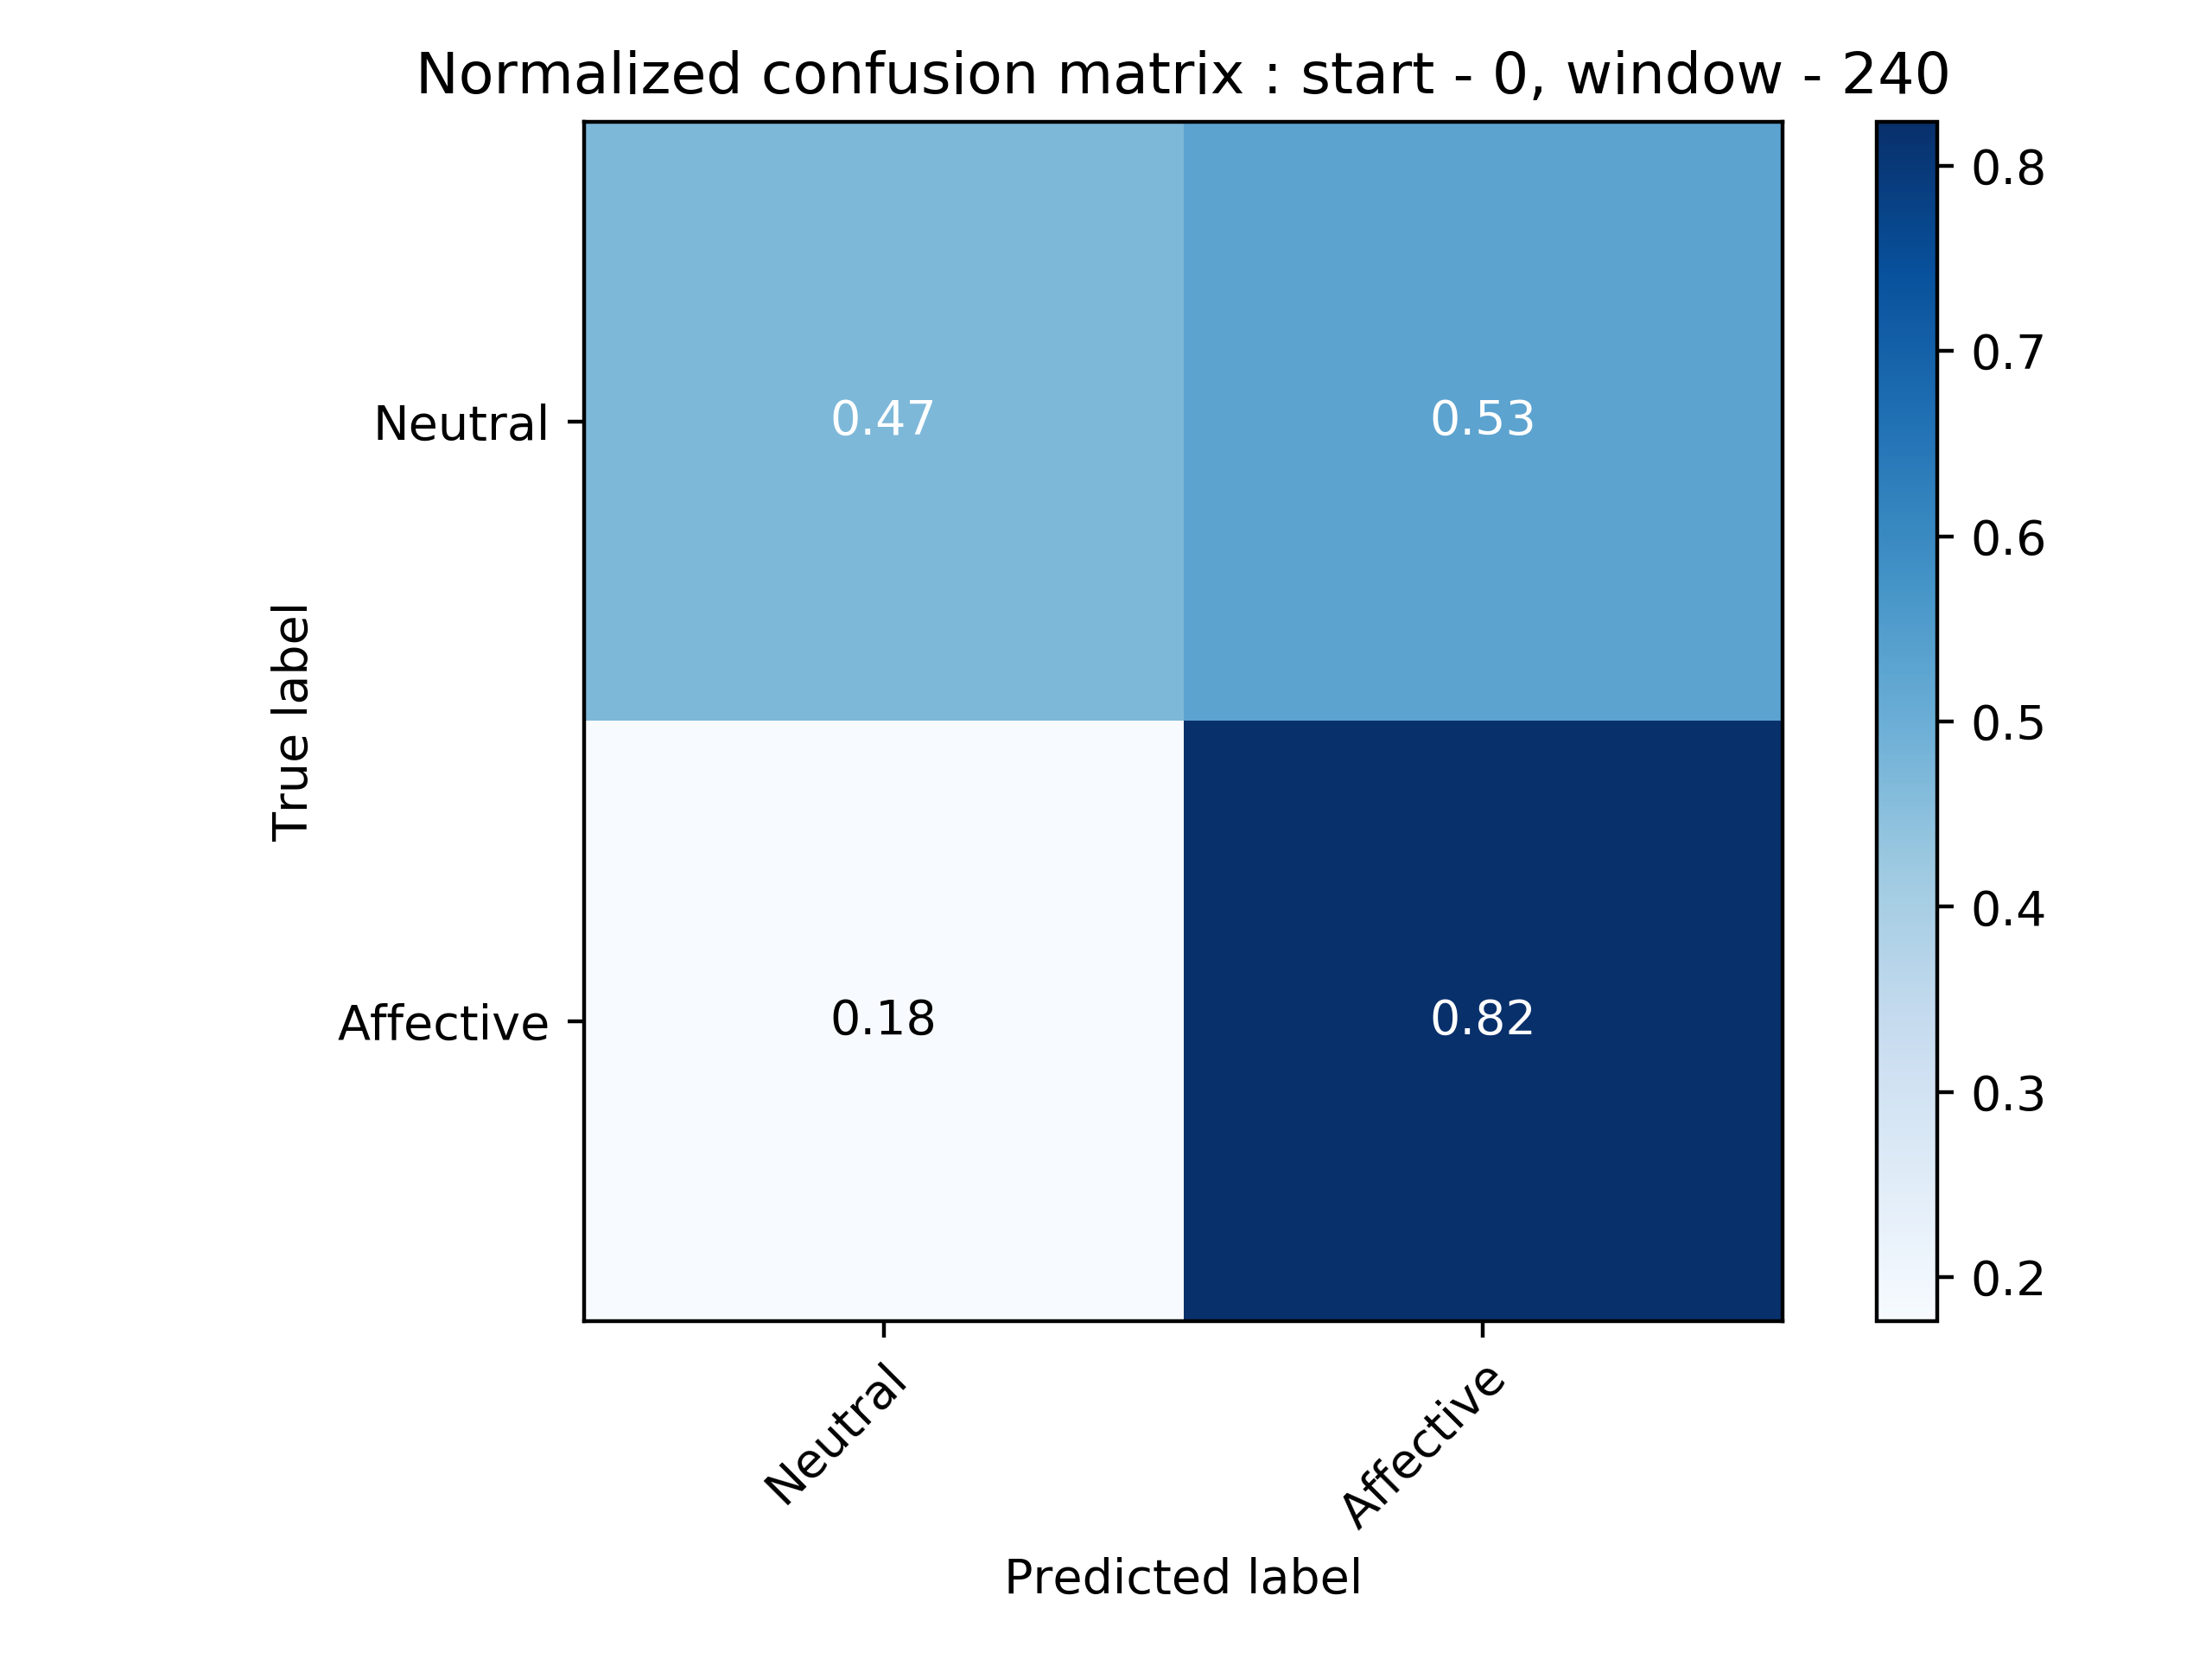 Normalized confusion matrix : start - 0, window - 240
True label
Neutral
Affective
0.47
0.53
0.18
0.82
Neutral
Affective
Predicted label
0.8
0.7
0.6
0.5
0.4
0.3
0.2